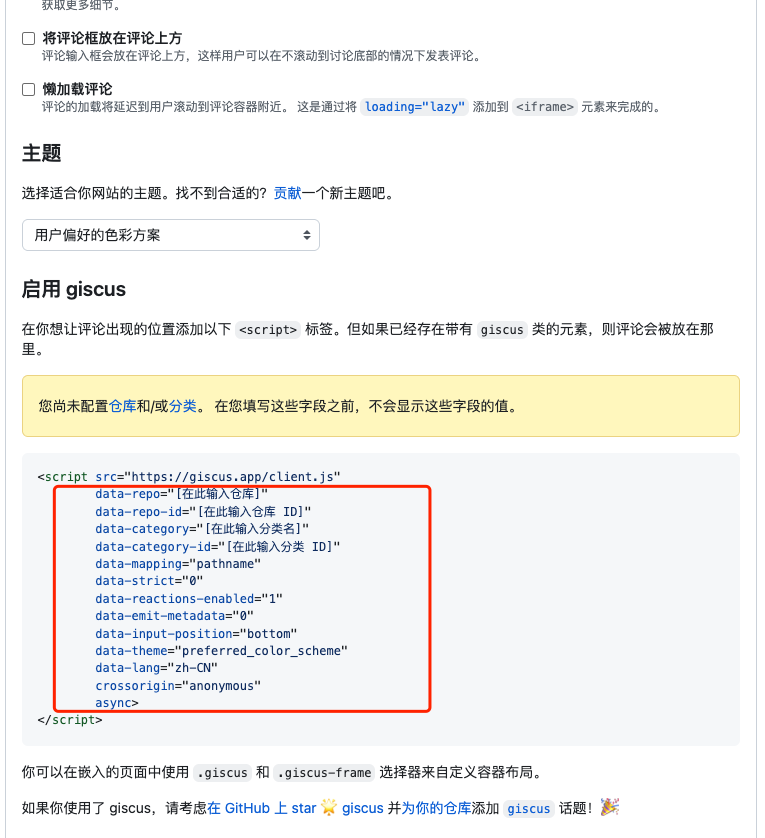 获取更多细节。
将评论框放在评论上方
评论输入框会放在评论上方，这样用户可以在不滚动到讨论底部的情况下发表评论。
懒加载评论
评论的加载将延迟到用户滚动到评论容器附近。 这是通过将 loading="lazy" 添加到 <iframe> 元素来完成的。
主题
选择适合你网站的主题。找不到合适的？贡献一个新主题吧。
用户偏好的色彩方案
启用 giscus
在你想让评论出现的位置添加以下 <script> 标签。但如果已经存在带有 giscus 类的元素，则评论会被放在那
里。
您尚未配置仓库和/或分类。 在您填写这些字段之前，不会显示这些字段的值。
<script src="https://giscus.app/client.js"
data-repo="[在此输入仓库]"
data-repo-id="[在此输入仓库 ID]"
data-category="[在此输入分类名]"
data-category-id="[在此输入分类 ID]"
data-mapping="pathname"
data-strict="0"
data-reactions-enabled="1"
data-emit-metadata="0"
data-input-position="bottom"
data-theme="preferred_color_scheme"
data-lang="zh-CN"
crossorigin="anonymous"
async>
</script>
你可以在嵌入的页面中使用 .giscus 和 .giscus-frame 选择器来自定义容器布局。
如果你使用了 giscus，请考虑在 GitHub 上 star 🌟 giscus 并为你的仓库添加 giscus 话题！🎉